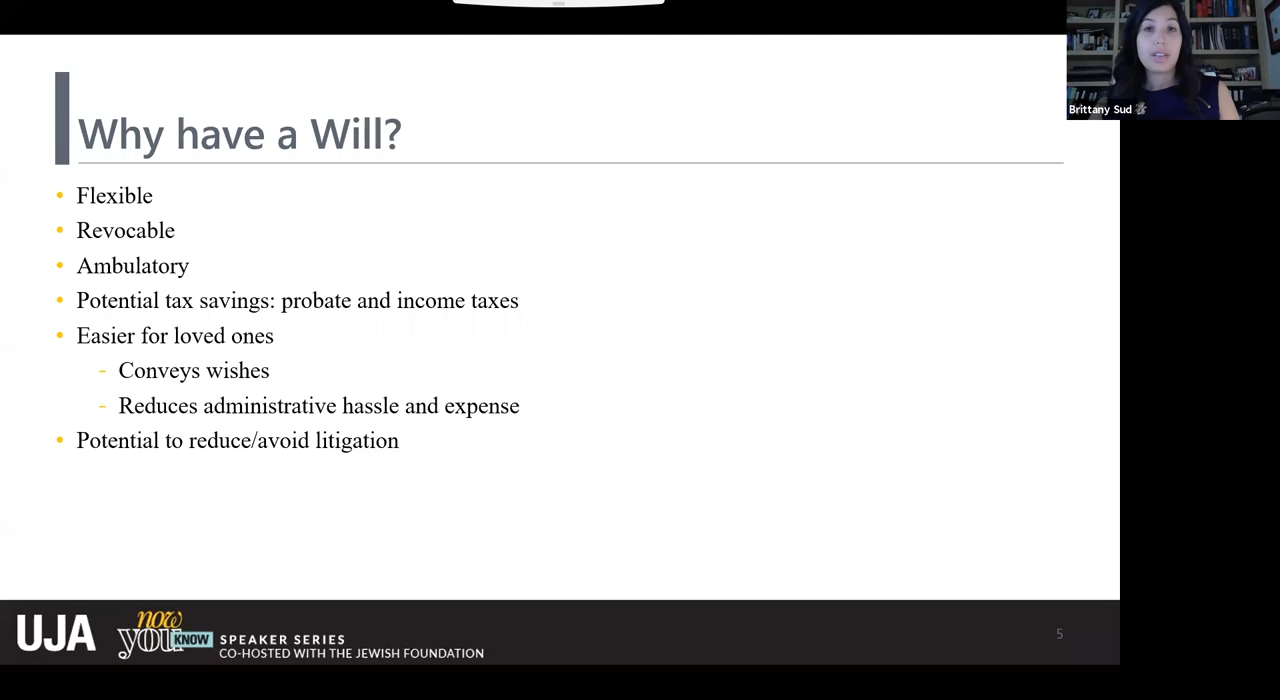 Brittany Sud
Why have a Will?
• Flexible
• Revocable
• Ambulatory
• Potential tax savings: probate and income taxes
• Easier for loved ones
- Conveys wishes
- Reduces administrative hassle and expense
• Potential to reduce/avoid litigation
UJA
now
you KNOW
SPEAKER SERIES
CO-HOSTED WITH THE JEWISH FOUNDATION
5